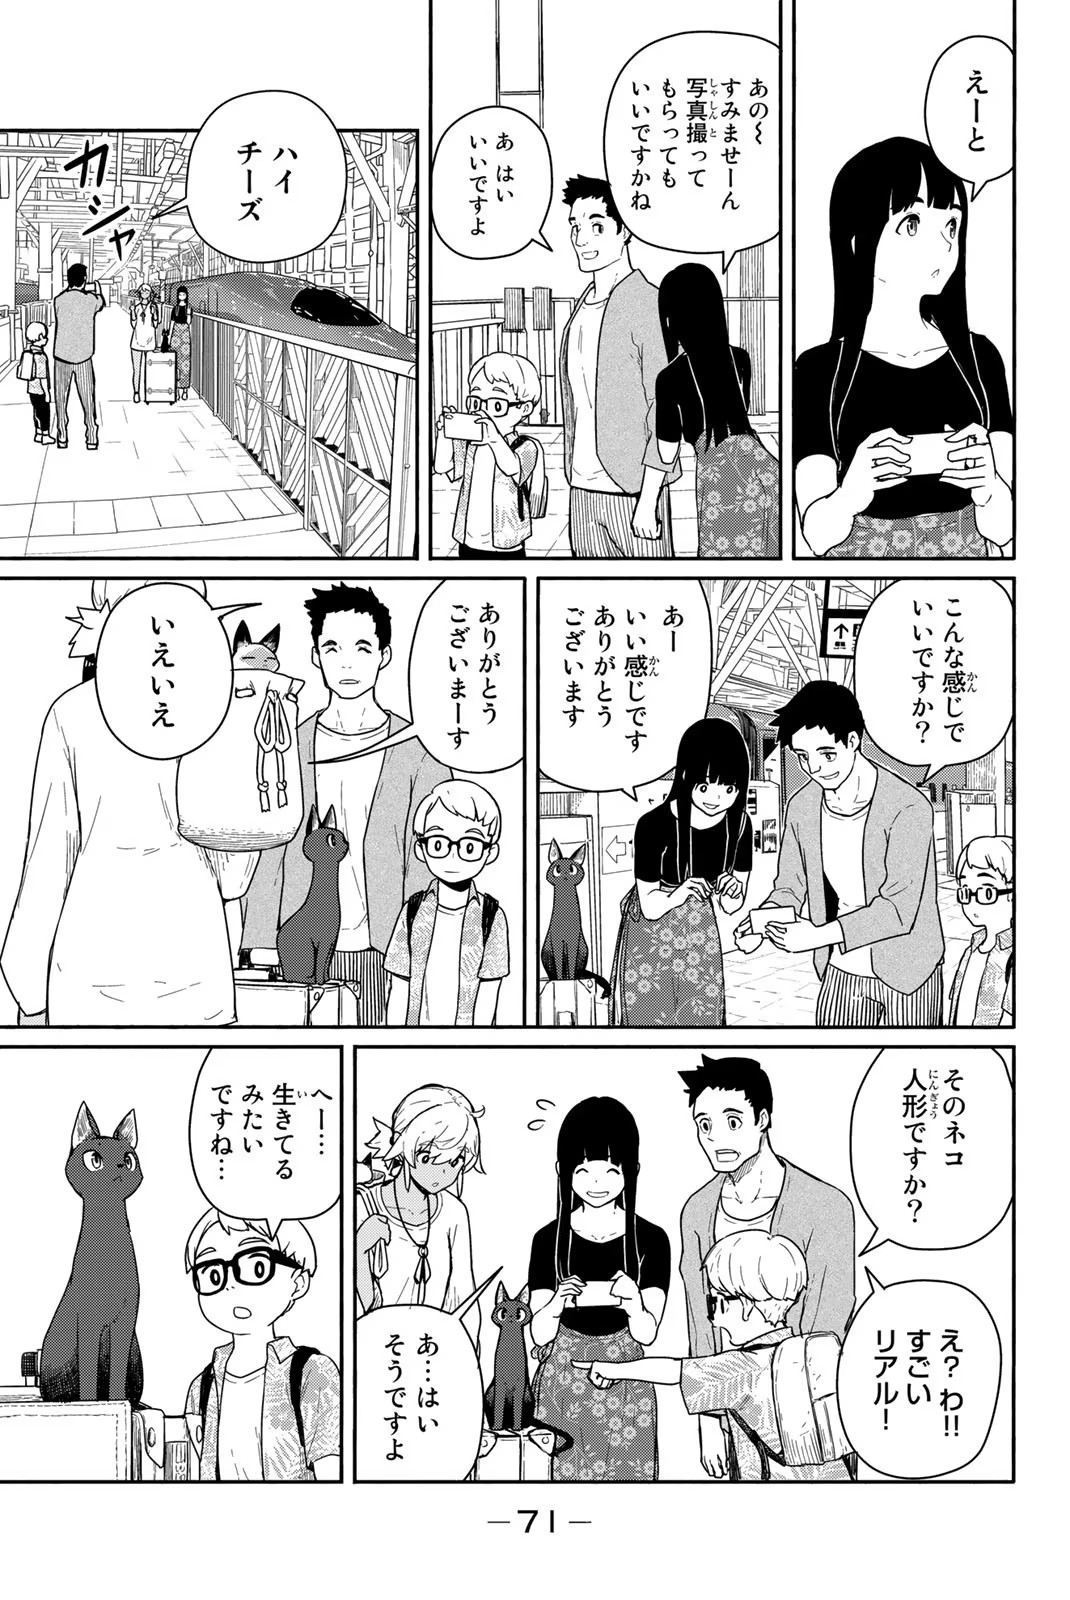 えーと
あの〜
すみませーん
写真撮って
もらっても
いいですかね
あ はい
いいですよ
ハイ
チーズ
カシャ
こんな感じで
いいですか?
あー
いい感じです
ありがとう
ございます
ありがとう
ございまーす
いえいえ
そのネコ
人形ですか?
え? わ!!
すごい
リアル!
あ…はい
そうですよ
へー…
生きてる
みたい
ですね…
—71—